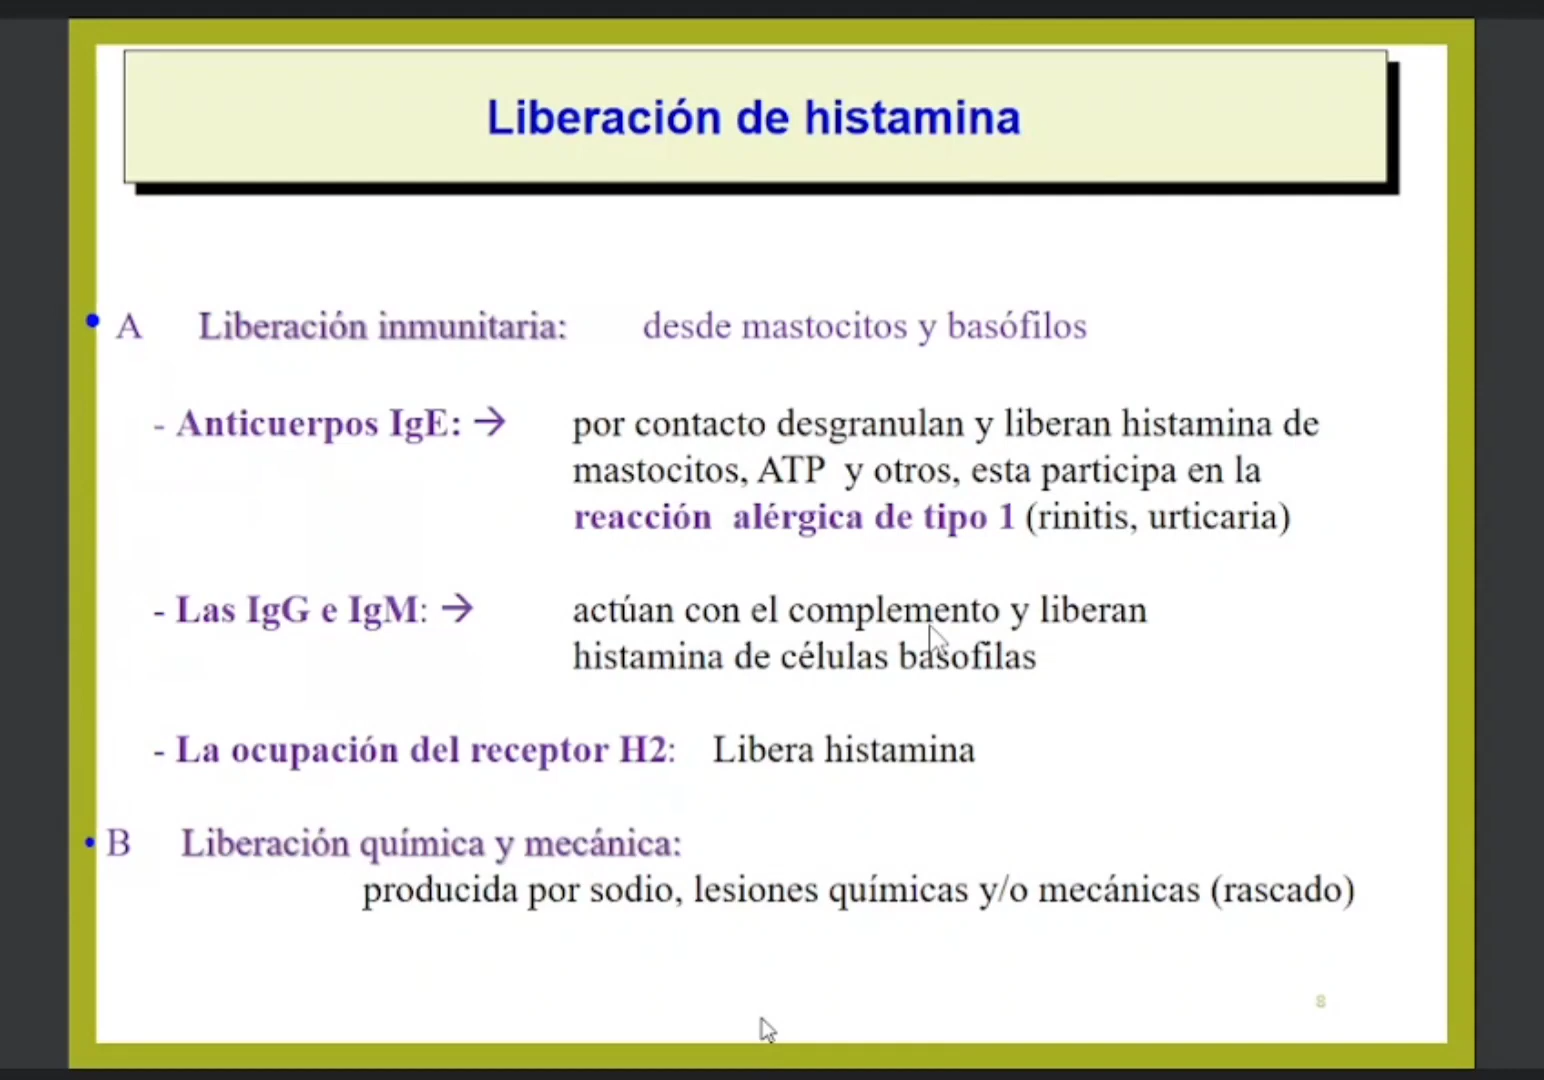 Liberación de histamina
• A Liberación inmunitaria: desde mastocitos y basófilos
- Anticuerpos IgE: → por contacto desgranulan y liberan histamina de
mastocitos, ATP y otros, esta participa en la
reacción alérgica de tipo 1 (rinitis, urticaria)
- Las IgG e IgM: → actúan con el complemento y liberan
histamina de células basofilas
- La ocupación del receptor H2: Libera histamina
• B Liberación química y mecánica:
producida por sodio, lesiones químicas y/o mecánicas (rascado)
8